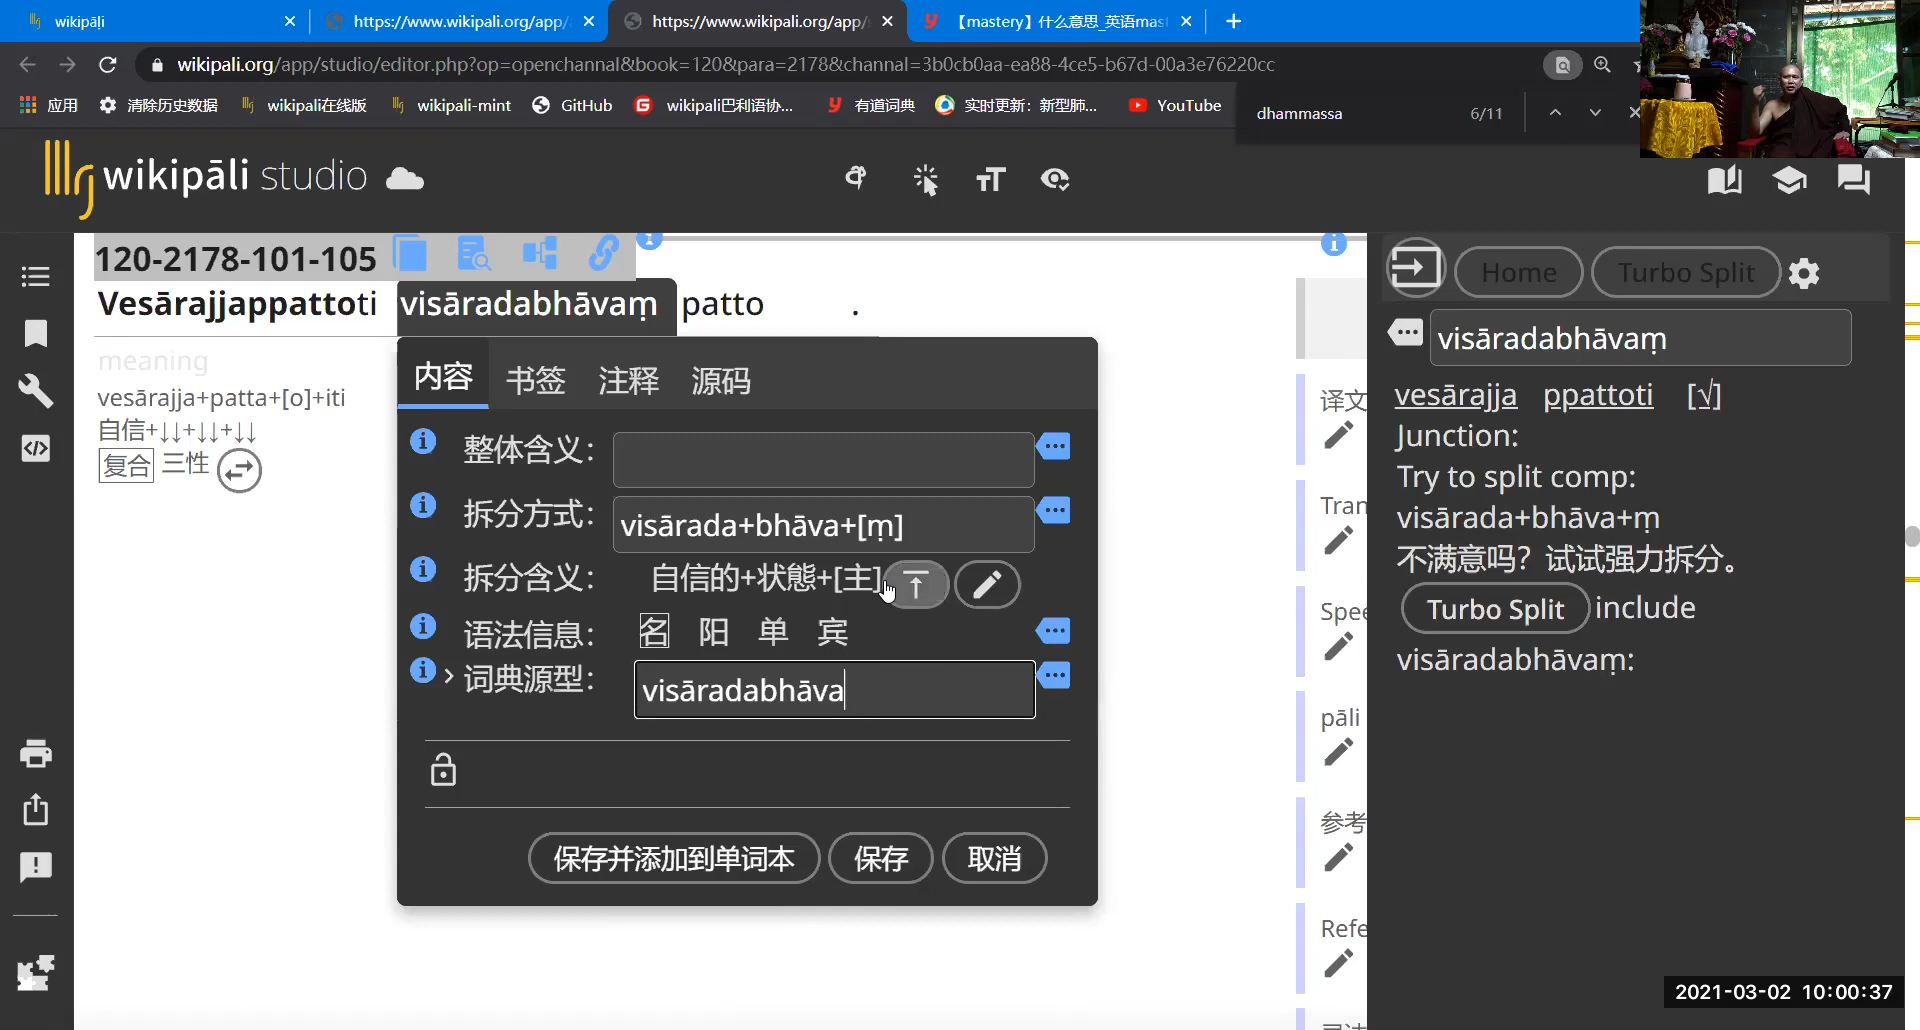 wikipāḷi
https://www.wikipali.org/app/
https://www.wikipali.org/app/
【mastery】什么意思_英语mas
wikipali.org/app/studio/editor.php?op=openchannal&book=120&para=2178&channal=3b0cb0aa-ea88-4ce5-b67d-00a3e76220cc
应用
清除历史数据
wikipali在线版
wikipali-mint
GitHub
wikipali巴利语协...
有道词典
实时更新：新型肺...
YouTube
dhammassa
6/11
wikipāli studio
120-2178-101-105
Vesārajjappattoti visāradabhāvaṃ patto .
meaning
vesārajja+patta+[o]+iti
自信+↓↓+↓↓+↓↓
复合 三性
内容 书签 注释 源码
整体含义：
拆分方式： visārada+bhāva+[ṃ]
拆分含义： 自信的+状態+[主]
语法信息： 名 阳 单 宾
词典源型： visāradabhāva
保存并添加到单词本 保存 取消
译文
Tran
Spee
pāli
参考
Refe
Home Turbo Split
visāradabhāvaṃ
vesārajja ppattoti [√]
Junction:
Try to split comp:
visārada+bhāva+ṃ
不满意吗？试试强力拆分。
Turbo Split include
visāradabhāvaṃ:
2021-03-02 10:00:37